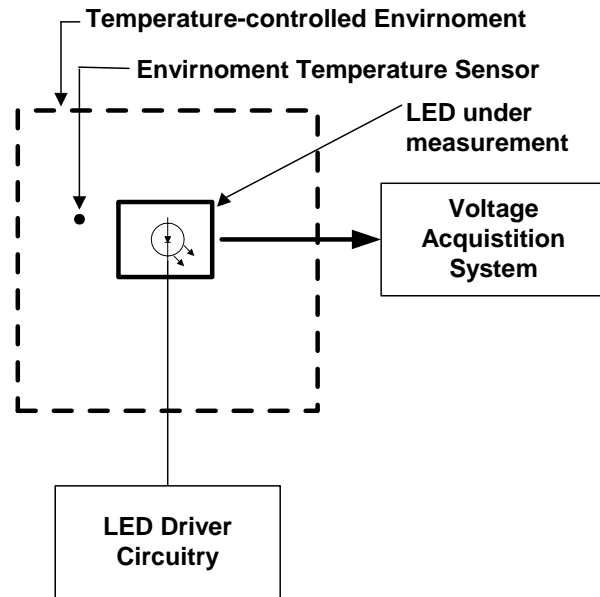 Temperature-controlled Envirnoment
Envirnoment Temperature Sensor
LED under
measurement
Voltage
Acquistition
System
LED Driver
Circuitry